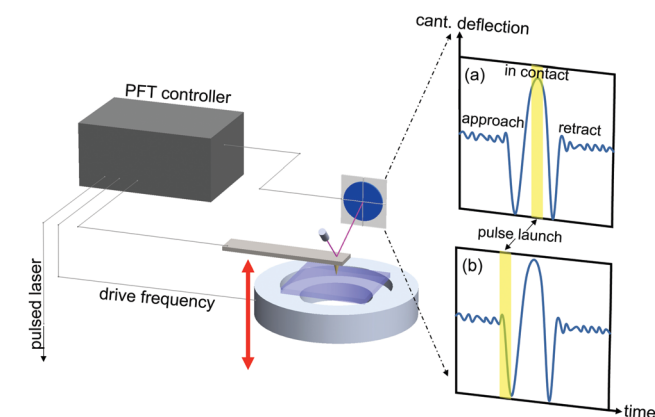 cant. deflection
(a)
in contact
PFT controller
approach
retract
pulse launch
(b)
drive frequency
pulsed laser
time